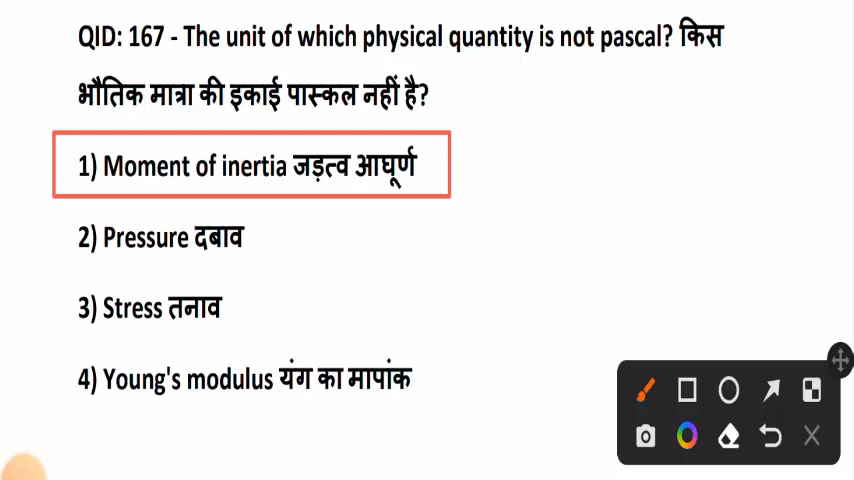 QID: 167 - The unit of which physical quantity is not pascal? किस
भौतिक मात्रा की इकाई पास्कल नहीं है?
1) Moment of inertia जड़त्व आघूर्ण
2) Pressure दबाव
3) Stress तनाव
4) Young's modulus यंग का मापांक